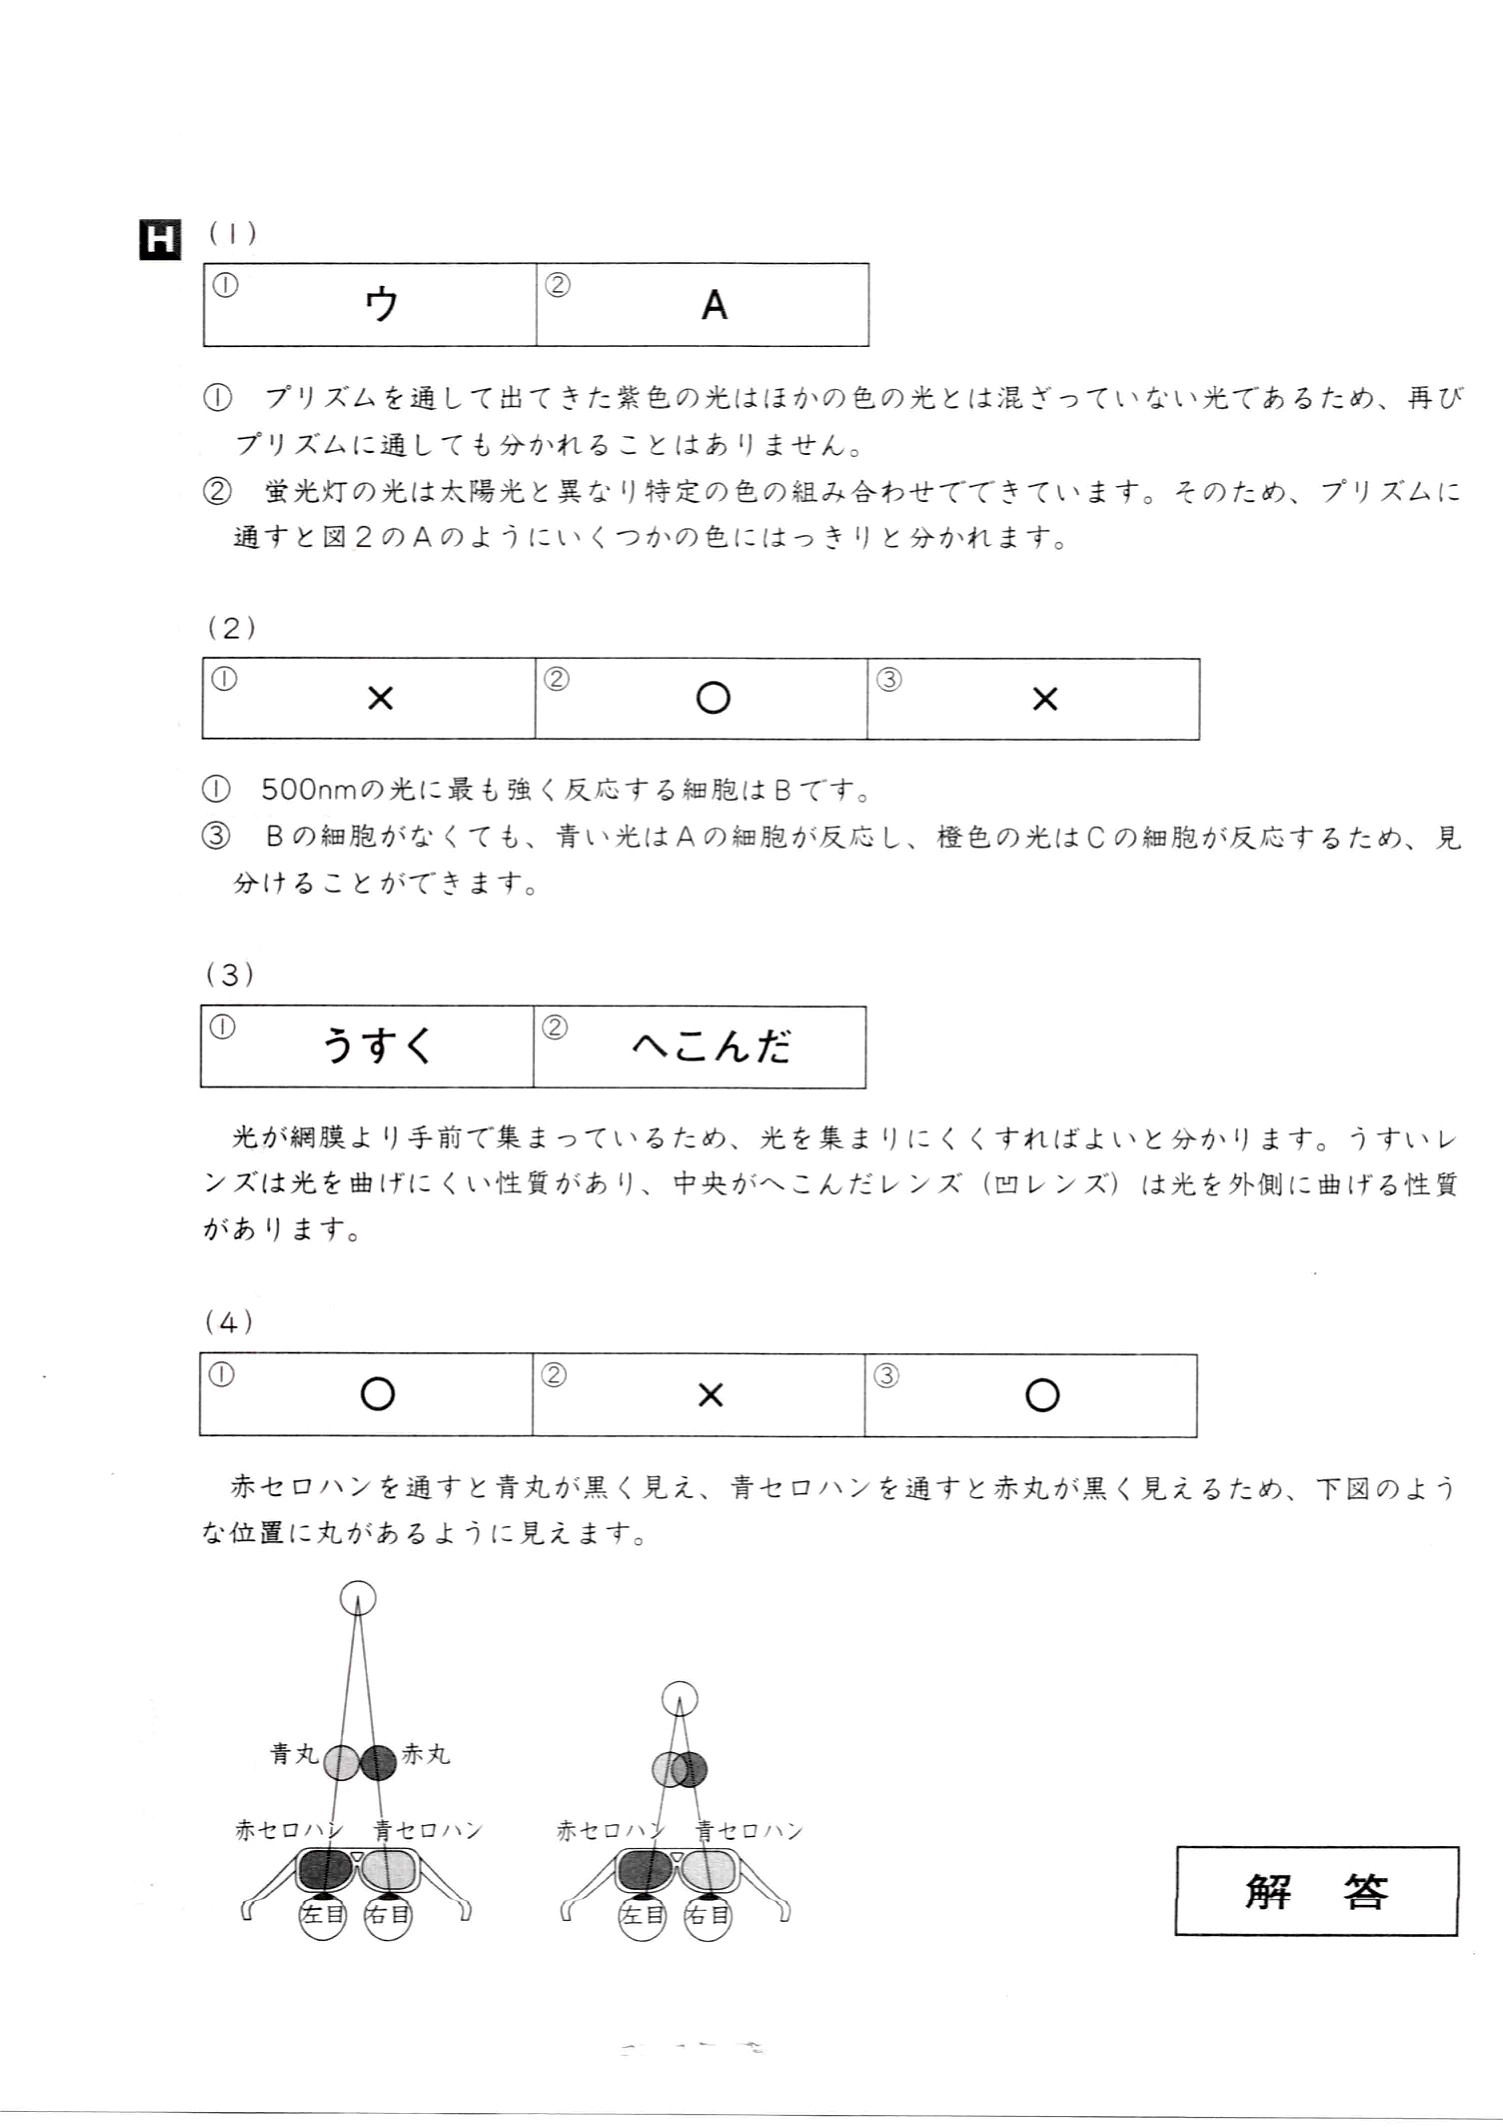 H (1)
① ウ ② A
① プリズムを通して出てきた紫色の光はほかの色の光とは混ざっていない光であるため、再び
プリズムに通しても分かれることはありません。
② 蛍光灯の光は太陽光と異なり特定の色の組み合わせでできています。そのため、プリズムに
通すと図2のAのようにいくつかの色にはっきりと分かれます。
(2)
① × ② ○ ③ ×
① 500nmの光に最も強く反応する細胞はBです。
③ Bの細胞がなくても、青い光はAの細胞が反応し、橙色の光はCの細胞が反応するため、見
分けることができます。
(3)
① うすく ② へこんだ
光が網膜より手前で集まっているため、光を集まりにくくすればよいと分かります。うすいレ
ンズは光を曲げにくい性質があり、中央がへこんだレンズ（凹レンズ）は光を外側に曲げる性質
があります。
(4)
① ○ ② × ③ ○
赤セロハンを通すと青丸が黒く見え、青セロハンを通すと赤丸が黒く見えるため、下図のよう
な位置に丸があるように見えます。
青丸 赤丸
赤セロハン 青セロハン 赤セロハン 青セロハン
左目 右目 左目 右目
解 答